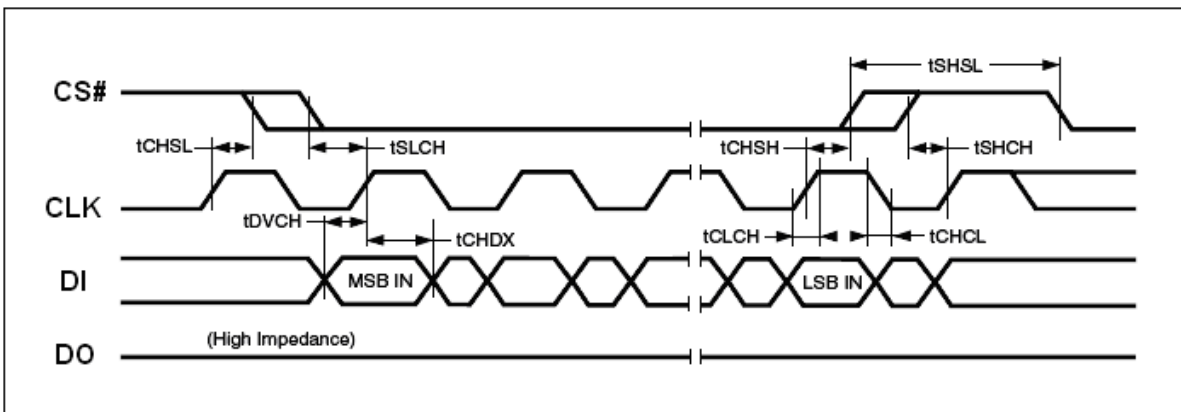 tSHSL
CS#
tCHSL
tSLCH
tCHSH
tSHCH
CLK
tDVCH
tCHDX
tCLCH
tCHCL
DI
MSB IN
LSB IN
(High Impedance)
DO